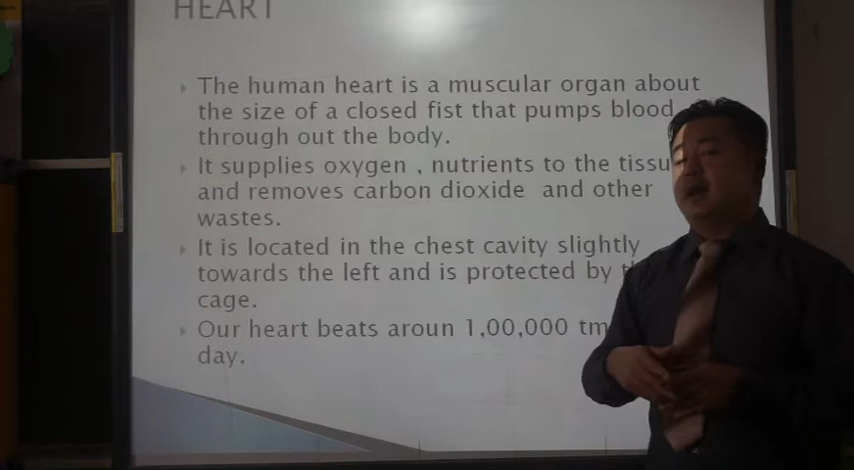 HEART
The human heart is a muscular organ about
the size of a closed fist that pumps blood
through out the body.
It supplies oxygen , nutrients to the
and removes carbon dioxide and other
wastes.
It is located in the chest cavity slightly
towards the left and is protected by
cage.
Our heart beats aroun 1,00,000
day.